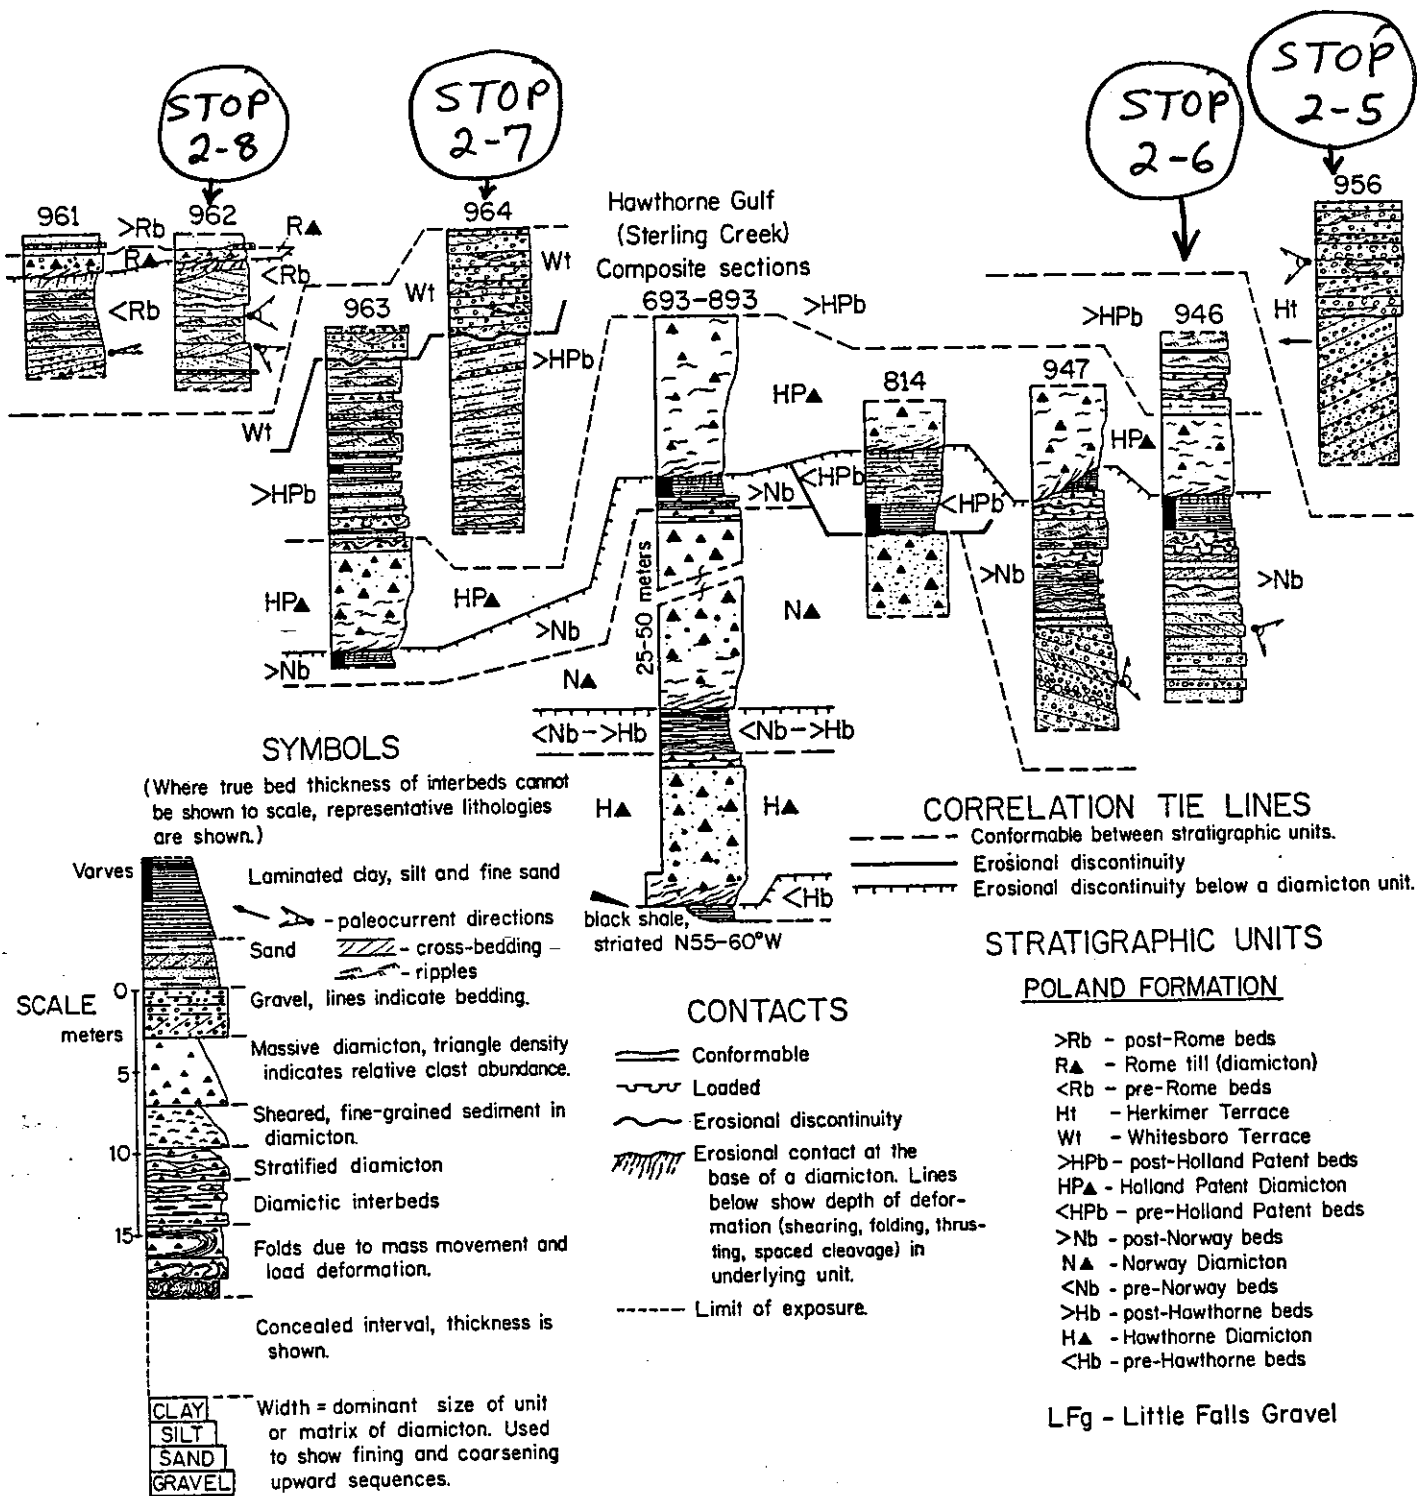 STOP
2-8
STOP
2-7
STOP
2-6
STOP
2-5
961
>Rb
962
R▲
R▲
<Rb
<Rb
963
Wt
Wt
964
Wt
>HPb
Hawthorne Gulf
(Sterling Creek)
Composite sections
693-893
>HPb
HP▲
814
<HPb
<HPb
947
>HPb
946
HP▲
956
Ht
>HPb
HP▲
HP▲
>Nb
>Nb
>Nb
>Nb
>Nb
25-50 meters
N▲
N▲
<Nb->Hb
<Nb->Hb
H▲
H▲
<Hb
black shale,
striated N55-60°W
SYMBOLS
(Where true bed thickness of interbeds cannot
be shown to scale, representative lithologies
are shown.)
Varves
Laminated clay, silt and fine sand
- paleocurrent directions
Sand
- cross-bedding
- ripples
SCALE
meters
0
5
10
15
Gravel, lines indicate bedding.
Massive diamicton, triangle density
indicates relative clast abundance.
Sheared, fine-grained sediment in
diamicton.
Stratified diamicton
Diamictic interbeds
Folds due to mass movement and
load deformation.
Concealed interval, thickness is
shown.
CLAY
SILT
SAND
GRAVEL
Width = dominant size of unit
or matrix of diamicton. Used
to show fining and coarsening
upward sequences.
CONTACTS
Conformable
Loaded
Erosional discontinuity
Erosional contact at the
base of a diamicton. Lines
below show depth of defor-
mation (shearing, folding, thrus-
ting, spaced cleavage) in
underlying unit.
Limit of exposure.
CORRELATION TIE LINES
Conformable between stratigraphic units.
Erosional discontinuity
Erosional discontinuity below a diamicton unit.
STRATIGRAPHIC UNITS
POLAND FORMATION
>Rb - post-Rome beds
R▲ - Rome till (diamicton)
<Rb - pre-Rome beds
Ht - Herkimer Terrace
Wt - Whitesboro Terrace
>HPb - post-Holland Patent beds
HP▲ - Holland Patent Diamicton
<HPb - pre-Holland Patent beds
>Nb - post-Norway beds
N▲ - Norway Diamicton
<Nb - pre-Norway beds
>Hb - post-Hawthorne beds
H▲ - Hawthorne Diamicton
<Hb - pre-Hawthorne beds
LFg - Little Falls Gravel